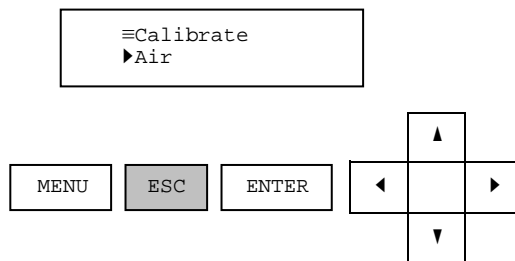 ≡Calibrate
▶Air
▲
MENU ESC ENTER ◀ ▶
▼